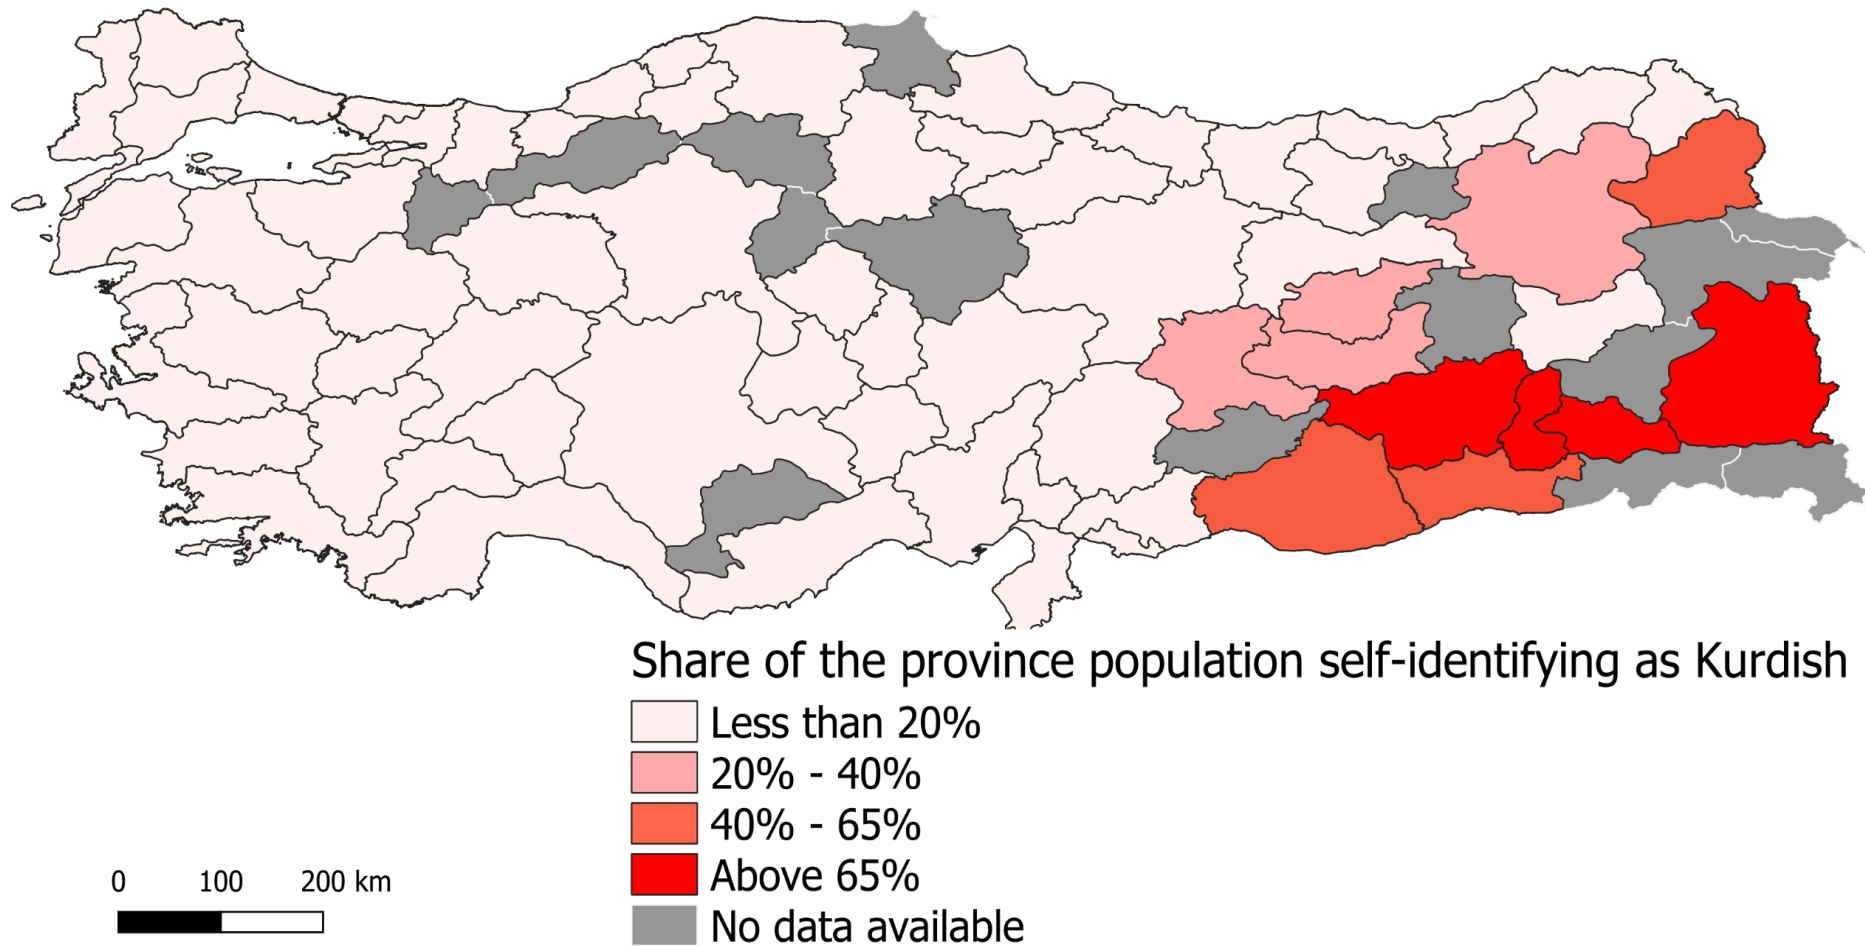 Share of the province population self-identifying as Kurdish
Less than 20%
20% - 40%
40% - 65%
Above 65%
No data available
0 100 200 km